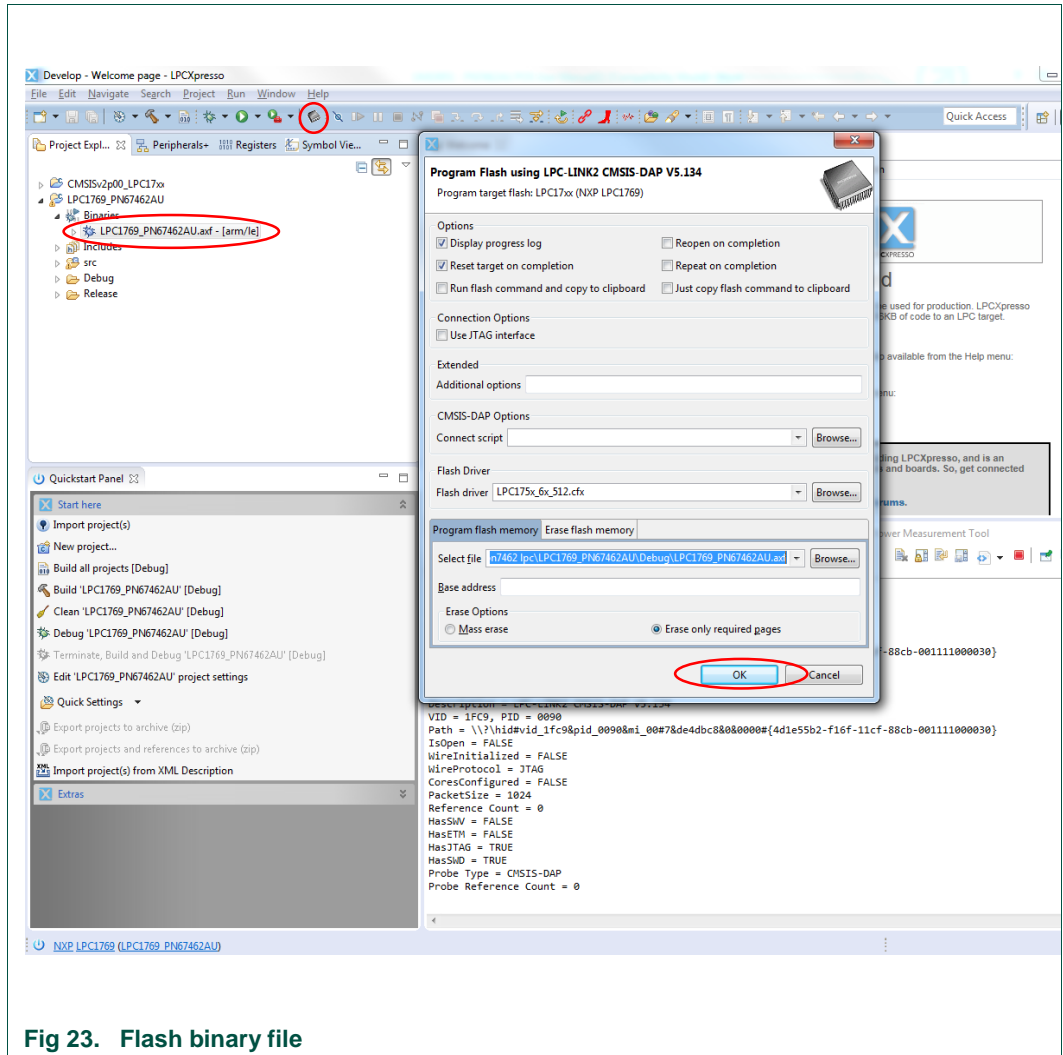 Develop - Welcome page - LPCXpresso
File Edit Navigate Search Project Run Window Help
Quick Access
Project Expl... Peripherals+ Registers Symbol Vie...
CMSISv2p00_LPC17xx
LPC1769_PN67462AU
Binaries
LPC1769_PN67462AU.axf - [arm/le]
Includes
src
Debug
Release
Program Flash using LPC-LINK2 CMSIS-DAP V5.134
Program target flash: LPC17xx (NXP LPC1769)
Options
Display progress log
Reopen on completion
Reset target on completion
Repeat on completion
Run flash command and copy to clipboard
Just copy flash command to clipboard
Connection Options
Use JTAG interface
Extended
Additional options
CMSIS-DAP Options
Connect script
Browse...
Flash Driver
Flash driver LPC175x_6x_512.cfx
Browse...
Program flash memory Erase flash memory
Select file n7462 lpc\LPC1769_PN67462AU\Debug\LPC1769_PN67462AU.axf
Browse...
Base address
Erase Options
Mass erase
Erase only required pages
OK
Cancel
CXPRESSO
d
e used for production. LPCXpresso
KB of code to an LPC target.
available from the Help menu:
enu:
ding LPCXpresso, and is an
and boards. So, get connected
rums.
ower Measurement Tool
Quickstart Panel
Start here
Import project(s)
New project...
Build all projects [Debug]
Build 'LPC1769_PN67462AU' [Debug]
Clean 'LPC1769_PN67462AU' [Debug]
Debug 'LPC1769_PN67462AU' [Debug]
Terminate, Build and Debug 'LPC1769_PN67462AU' [Debug]
Edit 'LPC1769_PN67462AU' project settings
Quick Settings
Export projects to archive (zip)
Export projects and references to archive (zip)
Import project(s) from XML Description
Extras
-88cb-001111000030}
Description = LPC-LINK2 CMSIS-DAP V5.134
VID = 1FC9, PID = 0090
Path = \\?\hid#vid_1fc9&pid_0090&mi_00#7&de4dbc8&0&0000#{4d1e55b2-f16f-11cf-88cb-001111000030}
IsOpen = FALSE
WireInitialized = FALSE
WireProtocol = JTAG
CoresConfigured = FALSE
PacketSize = 1024
Reference Count = 0
HasSWV = FALSE
HasETM = FALSE
HasJTAG = TRUE
HasSWD = TRUE
Probe Type = CMSIS-DAP
Probe Reference Count = 0
NXP LPC1769 (LPC1769_PN67462AU)
Fig 23. Flash binary file